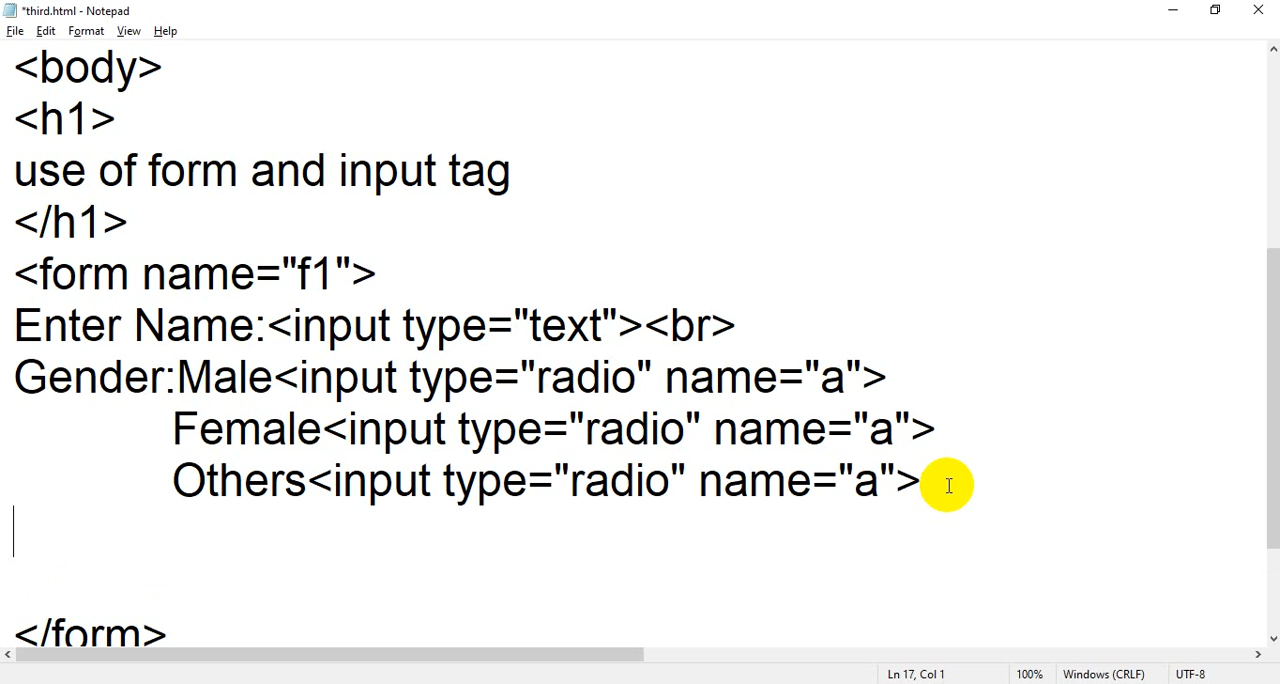 *third.html - Notepad
File Edit Format View Help
<body>
<h1>
use of form and input tag
</h1>
<form name="f1">
Enter Name:<input type="text"><br>
Gender:Male<input type="radio" name="a">
Female<input type="radio" name="a">
Others<input type="radio" name="a">
</form>
Ln 17, Col 1 100% Windows (CRLF) UTF-8